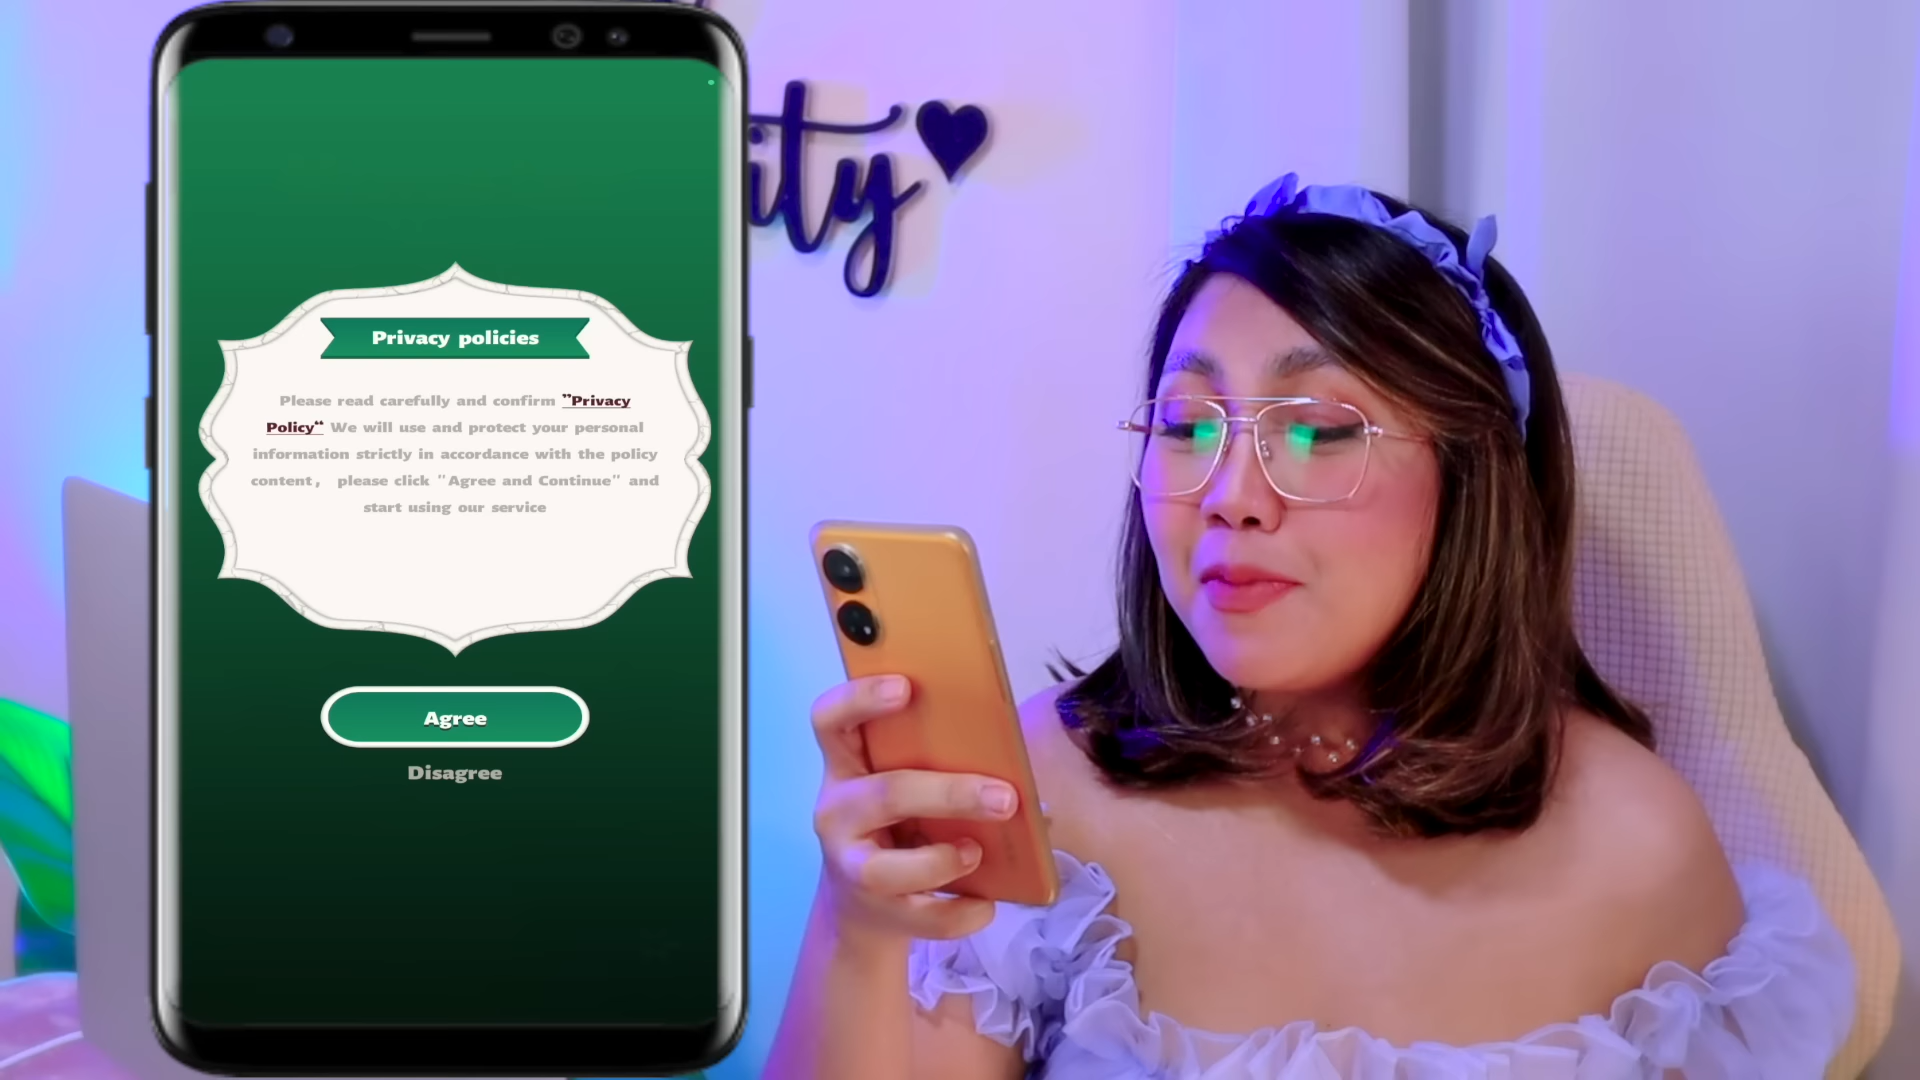 Privacy policies
Please read carefully and confirm ”Privacy
Policy“ We will use and protect your personal
information strictly in accordance with the policy
content， please click "Agree and Continue" and
start using our service
Agree
Disagree
ity